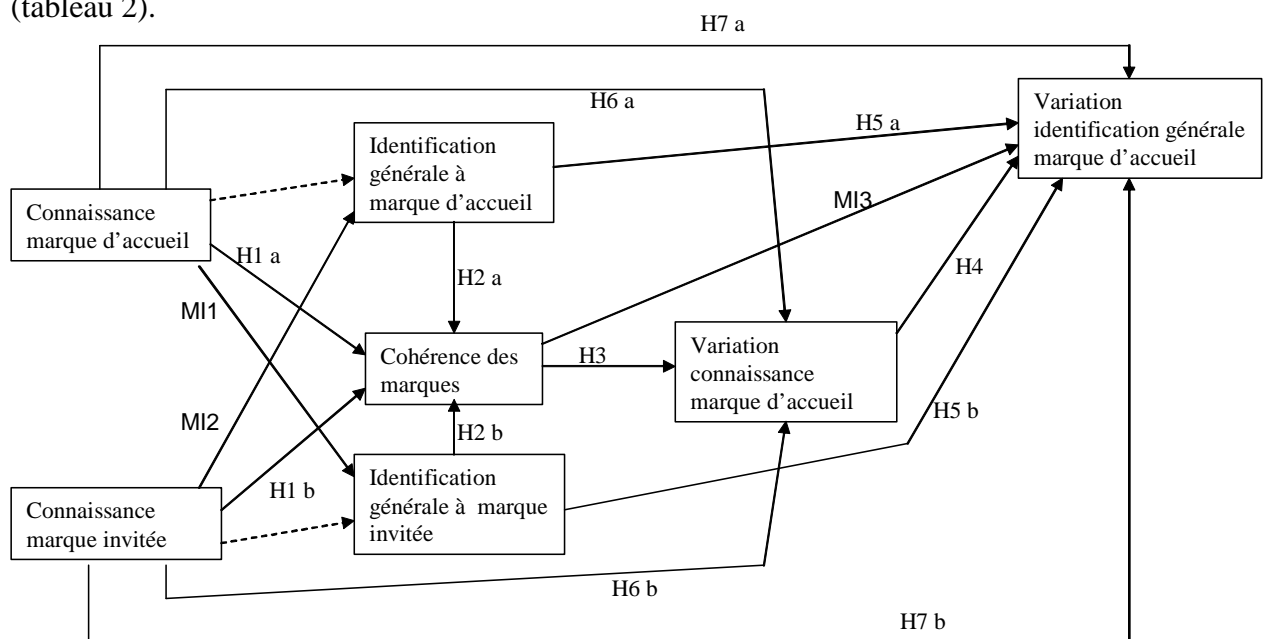 (tableau 2).
H7 a
H6 a
Variation
identification générale
marque d'accueil
H5 a
Identification
générale à
marque d'accueil
Connaissance
marque d'accueil
MI3
H1 a
H2 a
H4
MI1
Cohérence des
marques
H3
Variation
connaissance
marque d'accueil
MI2
H5 b
H2 b
Identification
générale à marque
invitée
H1 b
Connaissance
marque invitée
H6 b
H7 b